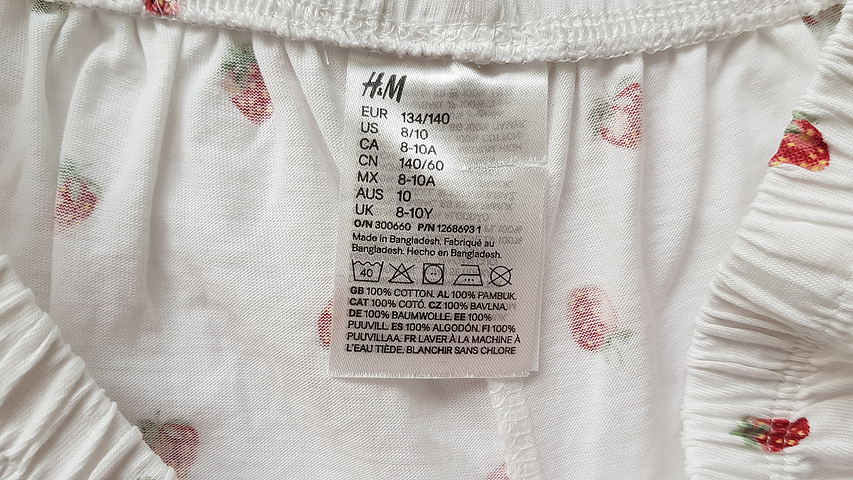 H&M
EUR 134/140
US 8/10
CA 8-10A
CN 140/60
MX 8-10A
AUS 10
UK 8-10Y
O/N 300660 P/N 1268693 1
Made in Bangladesh. Fabriqué au
Bangladesh. Hecho en Bangladesh.
40
GB 100% COTTON. AL 100% PAMBUK.
CAT 100% COTÓ. CZ 100% BAVLNA.
DE 100% BAUMWOLLE. EE 100%
PUUVILL. ES 100% ALGODÓN. FI 100%
PUUVILLAA. FR LAVER À LA MACHINE À
L'EAU TIÈDE. BLANCHIR SANS CHLORE